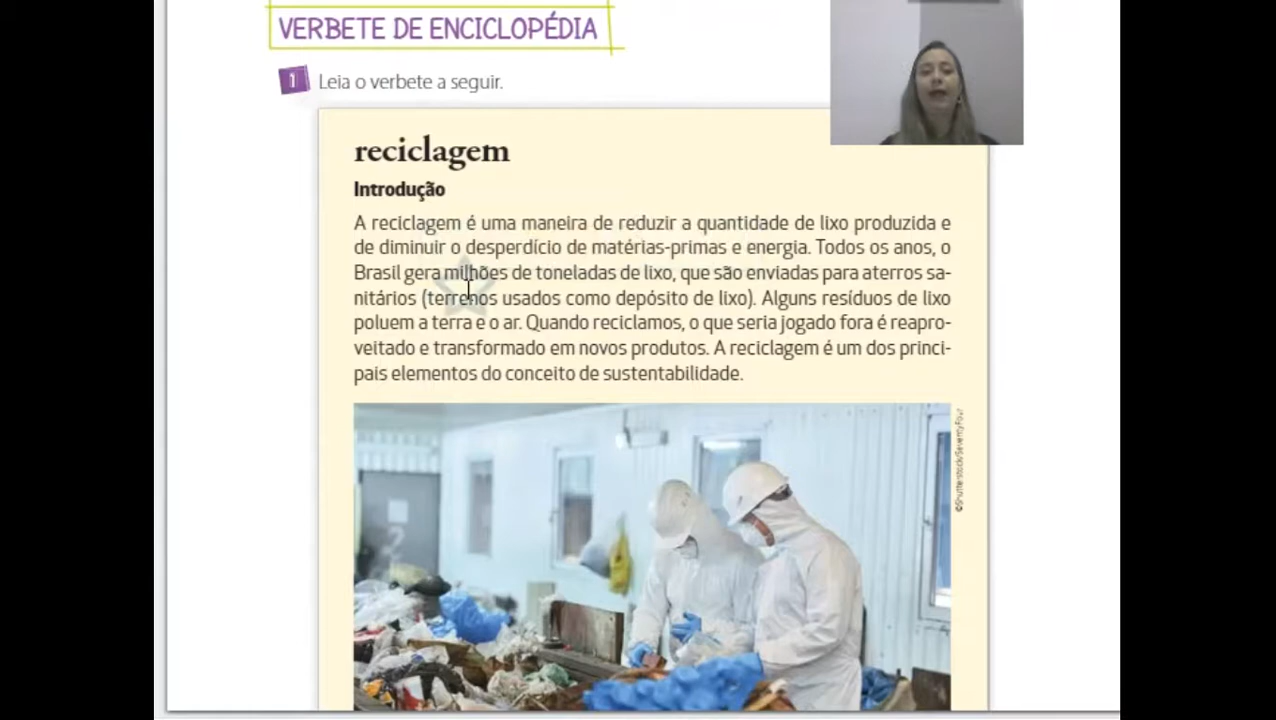 VERBETE DE ENCICLOPÉDIA
1 Leia o verbete a seguir.
reciclagem
Introdução
A reciclagem é uma maneira de reduzir a quantidade de lixo produzida e
de diminuir o desperdício de matérias-primas e energia. Todos os anos, o
Brasil gera milhões de toneladas de lixo, que são enviadas para aterros sa-
nitários (terrenos usados como depósito de lixo). Alguns resíduos de lixo
poluem a terra e o ar. Quando reciclamos, o que seria jogado fora é reapro-
veitado e transformado em novos produtos. A reciclagem é um dos princi-
pais elementos do conceito de sustentabilidade.
©Shutterstock/SeventyFour
2